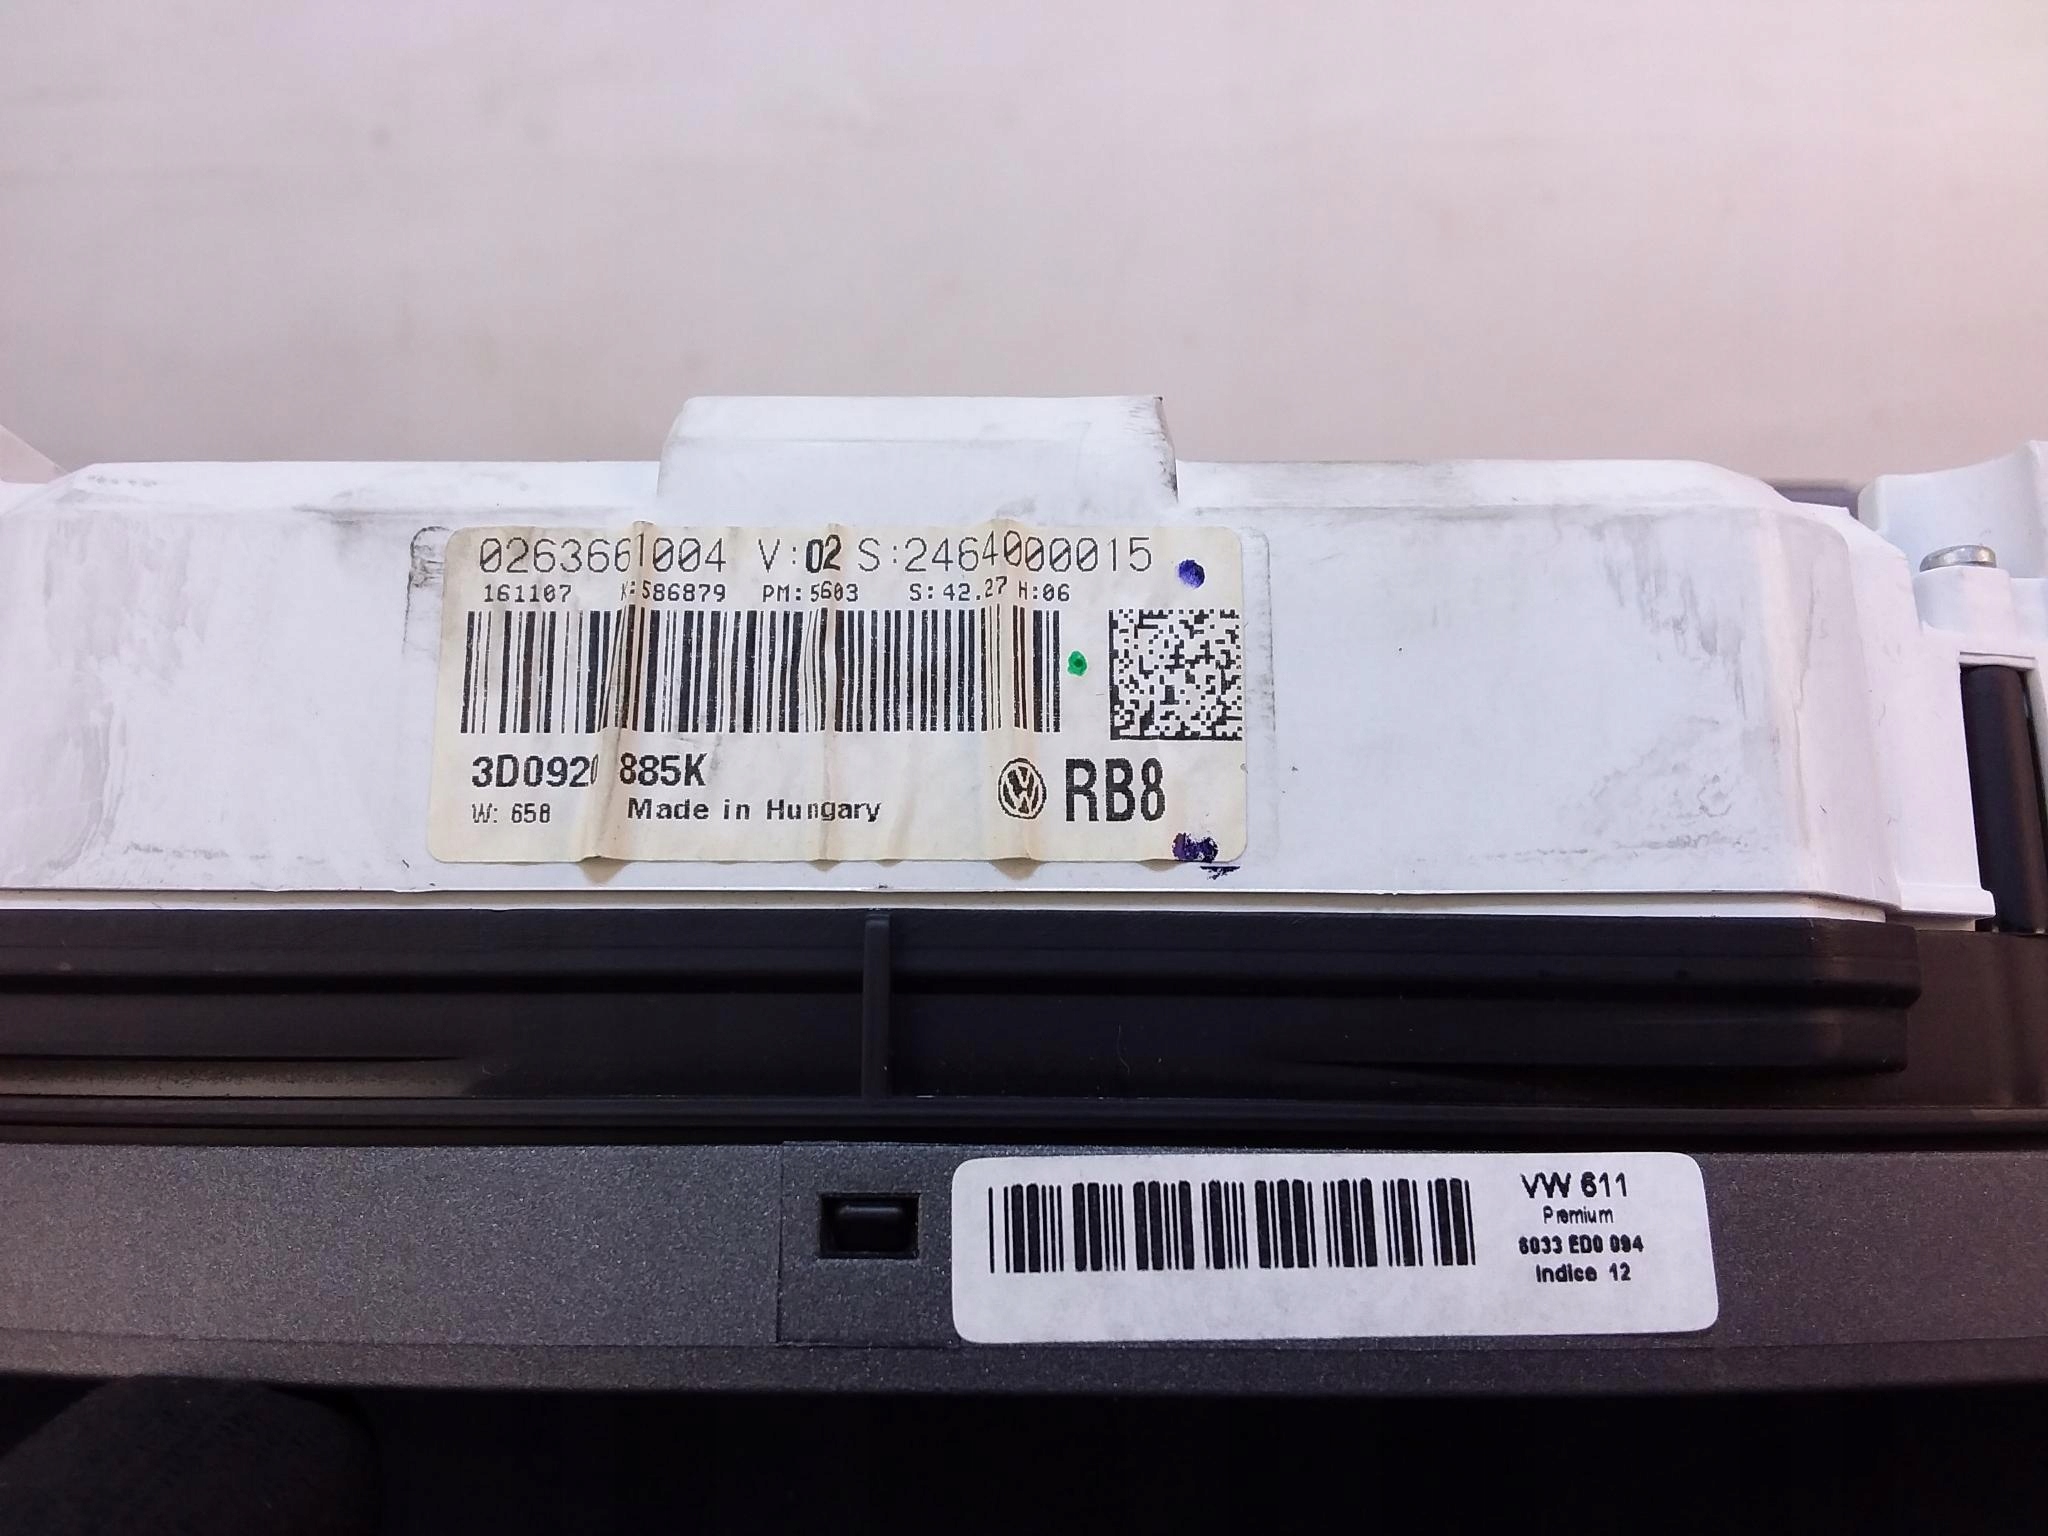 0263661004 V:02 S:2464000015
161107 K:586879 PM:5603 S:42.27 H:06
3D0920 885K RB8
W: 658 Made in Hungary
VW 611
Premium
6033 ED0 094
Indice 12